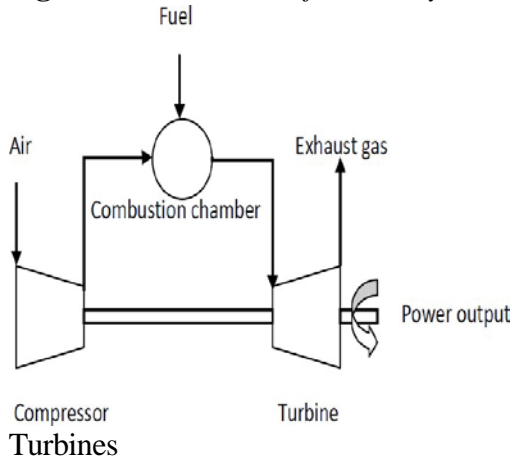 Fuel
Air
Exhaust gas
Combustion chamber
Power output
Compressor
Turbine
Turbines